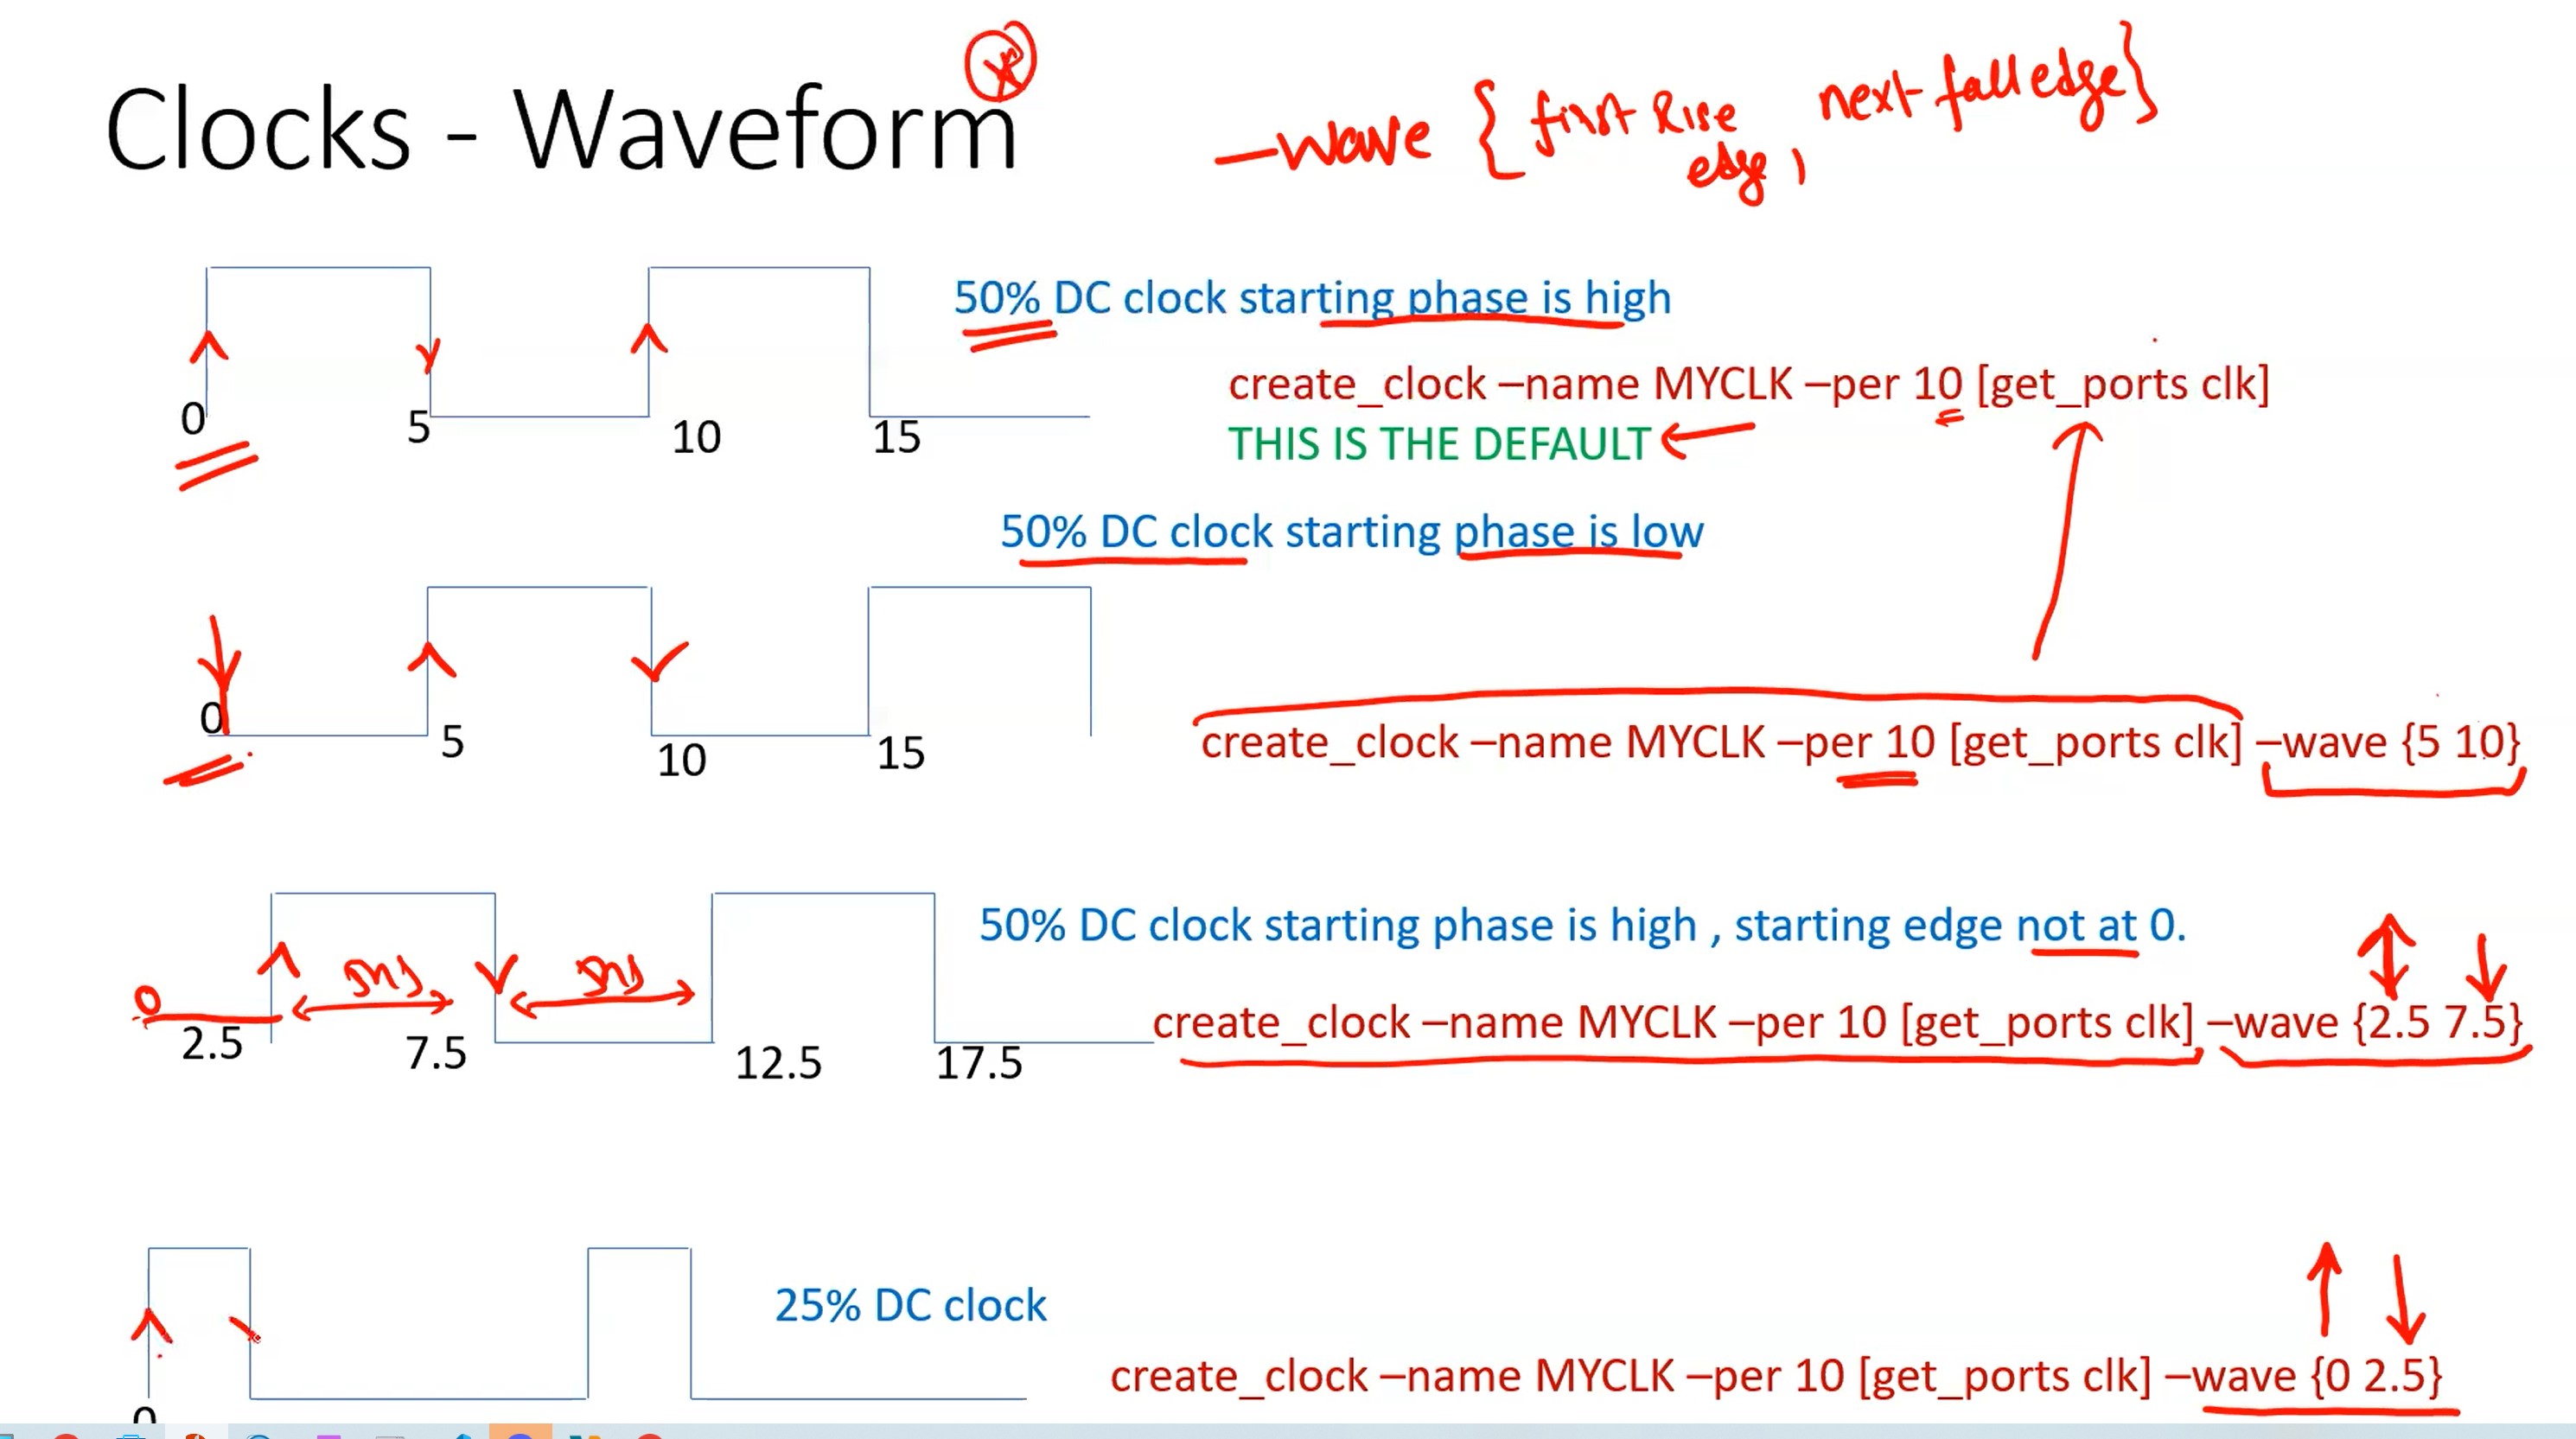 Clocks - Waveform
–wave { first Rise edge, next fall edge}
50% DC clock starting phase is high
create_clock –name MYCLK –per 10 [get_ports clk]
0 5 10 15
THIS IS THE DEFAULT
50% DC clock starting phase is low
0 5 10 15
create_clock –name MYCLK –per 10 [get_ports clk] –wave {5 10}
50% DC clock starting phase is high , starting edge not at 0.
0
2.5 7.5 12.5 17.5
create_clock –name MYCLK –per 10 [get_ports clk] –wave {2.5 7.5}
25% DC clock
create_clock –name MYCLK –per 10 [get_ports clk] –wave {0 2.5}
0